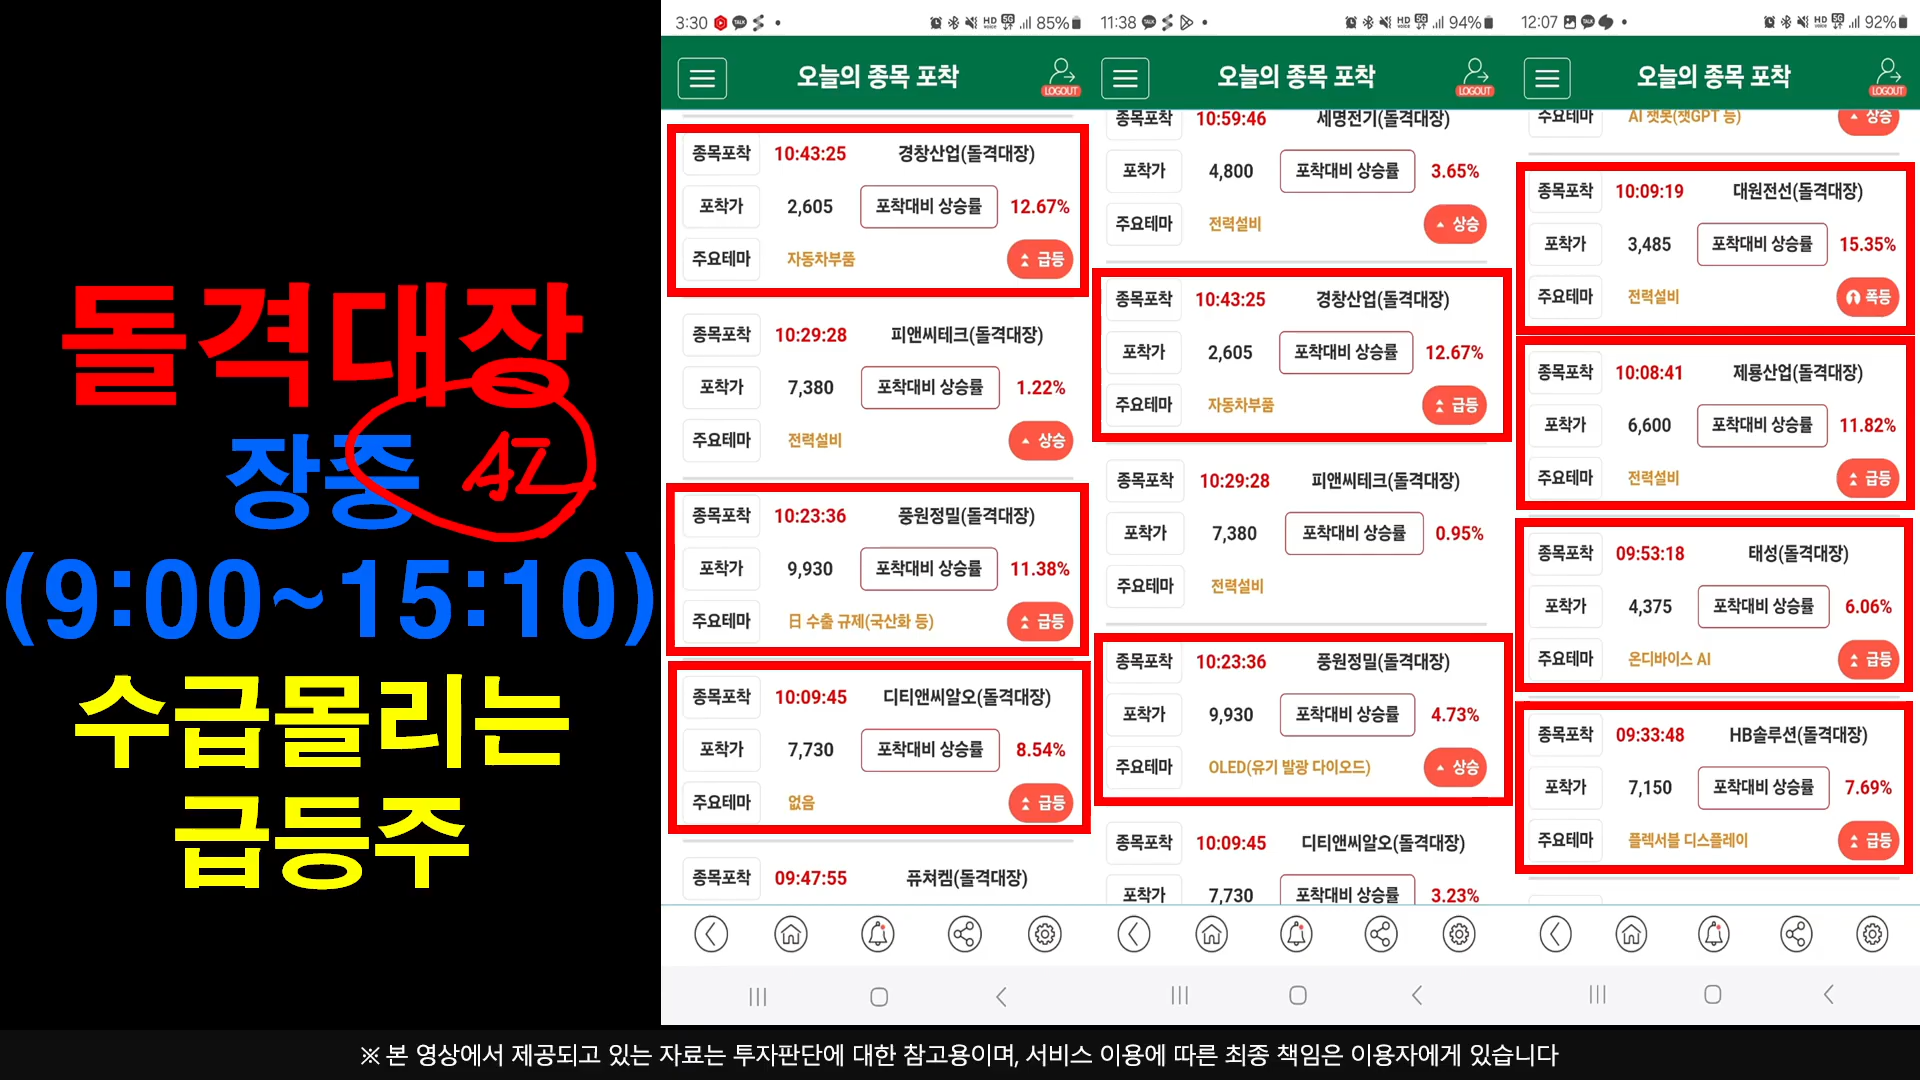 돌격대장
장중
AI
(9:00~15:10)
수급몰리는
급등주
3:30
85%
오늘의 종목 포착
LOGOUT
종목포착 10:43:25 경창산업(돌격대장)
포착가 2,605 포착대비 상승률 12.67%
주요테마 자동차부품 급등
종목포착 10:29:28 피앤씨테크(돌격대장)
포착가 7,380 포착대비 상승률 1.22%
주요테마 전력설비 상승
종목포착 10:23:36 풍원정밀(돌격대장)
포착가 9,930 포착대비 상승률 11.38%
주요테마 日 수출 규제(국산화 등) 급등
종목포착 10:09:45 디티앤씨알오(돌격대장)
포착가 7,730 포착대비 상승률 8.54%
주요테마 없음 급등
종목포착 09:47:55 퓨쳐켐(돌격대장)
11:38
94%
오늘의 종목 포착
LOGOUT
종목포착 10:59:46 세명전기(돌격대장)
포착가 4,800 포착대비 상승률 3.65%
주요테마 전력설비 상승
종목포착 10:43:25 경창산업(돌격대장)
포착가 2,605 포착대비 상승률 12.67%
주요테마 자동차부품 급등
종목포착 10:29:28 피앤씨테크(돌격대장)
포착가 7,380 포착대비 상승률 0.95%
주요테마 전력설비
종목포착 10:23:36 풍원정밀(돌격대장)
포착가 9,930 포착대비 상승률 4.73%
주요테마 OLED(유기 발광 다이오드) 상승
종목포착 10:09:45 디티앤씨알오(돌격대장)
포착가 7,730 포착대비 상승률 3.23%
12:07
92%
오늘의 종목 포착
LOGOUT
주요테마 AI 챗봇(챗GPT 등) 상승
종목포착 10:09:19 대원전선(돌격대장)
포착가 3,485 포착대비 상승률 15.35%
주요테마 전력설비 폭등
종목포착 10:08:41 제룡산업(돌격대장)
포착가 6,600 포착대비 상승률 11.82%
주요테마 전력설비 급등
종목포착 09:53:18 태성(돌격대장)
포착가 4,375 포착대비 상승률 6.06%
주요테마 온디바이스 AI 급등
종목포착 09:33:48 HB솔루션(돌격대장)
포착가 7,150 포착대비 상승률 7.69%
주요테마 플렉서블 디스플레이 급등
※ 본 영상에서 제공되고 있는 자료는 투자판단에 대한 참고용이며, 서비스 이용에 따른 최종 책임은 이용자에게 있습니다